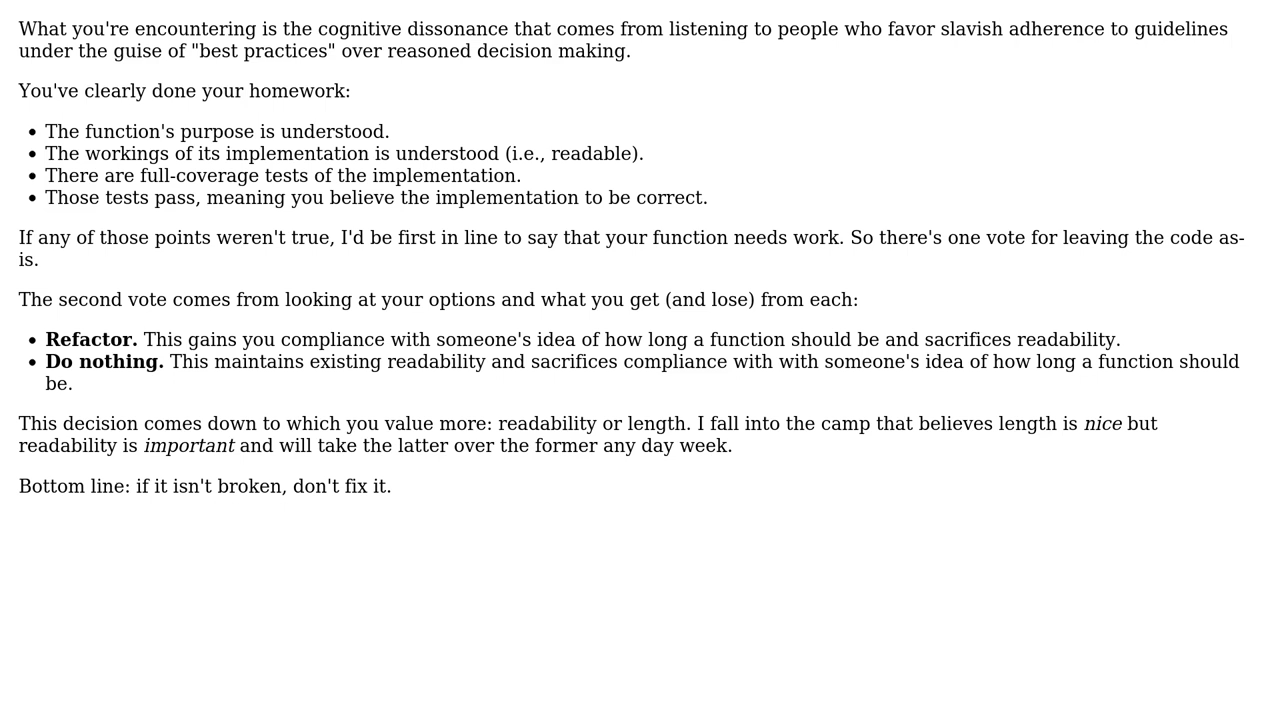 What you're encountering is the cognitive dissonance that comes from listening to people who favor slavish adherence to guidelines
under the guise of "best practices" over reasoned decision making.
You've clearly done your homework:
• The function's purpose is understood.
• The workings of its implementation is understood (i.e., readable).
• There are full-coverage tests of the implementation.
• Those tests pass, meaning you believe the implementation to be correct.
If any of those points weren't true, I'd be first in line to say that your function needs work. So there's one vote for leaving the code as-
is.
The second vote comes from looking at your options and what you get (and lose) from each:
• Refactor. This gains you compliance with someone's idea of how long a function should be and sacrifices readability.
• Do nothing. This maintains existing readability and sacrifices compliance with with someone's idea of how long a function should
be.
This decision comes down to which you value more: readability or length. I fall into the camp that believes length is nice but
readability is important and will take the latter over the former any day week.
Bottom line: if it isn't broken, don't fix it.